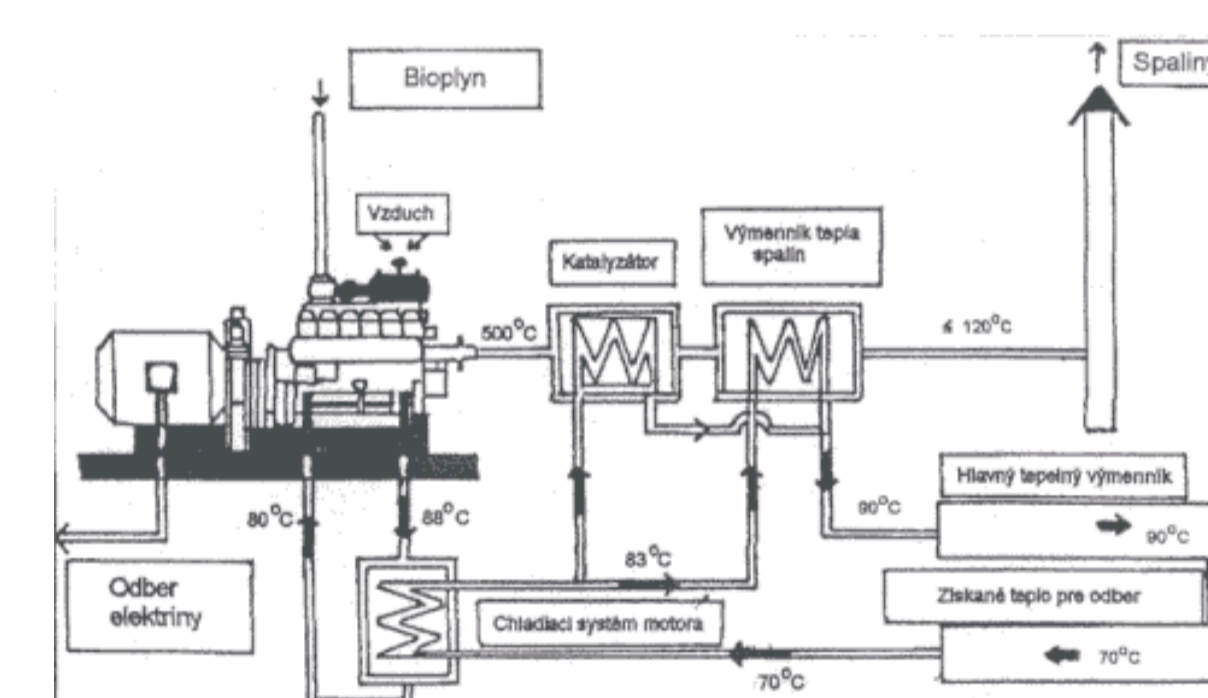 Bioplyn
Spaliny
Vzduch
Výmenník tepla
spalín
Katalyzátor
500°C
≤ 120°C
Hlavný tepelný výmenník
80°C
88°C
90°C
90°C
83°C
Odber
elektriny
Získané teplo pre odber
Chladiaci systém motora
70°C
70°C